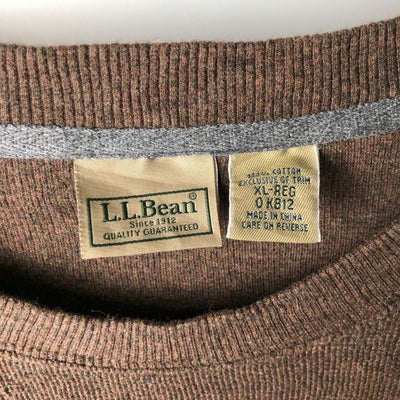 L.L.Bean®
Since 1912
QUALITY GUARANTEED
100% COTTON
EXCLUSIVE OF TRIM
XL-REG
0 KB12
MADE IN CHINA
CARE ON REVERSE